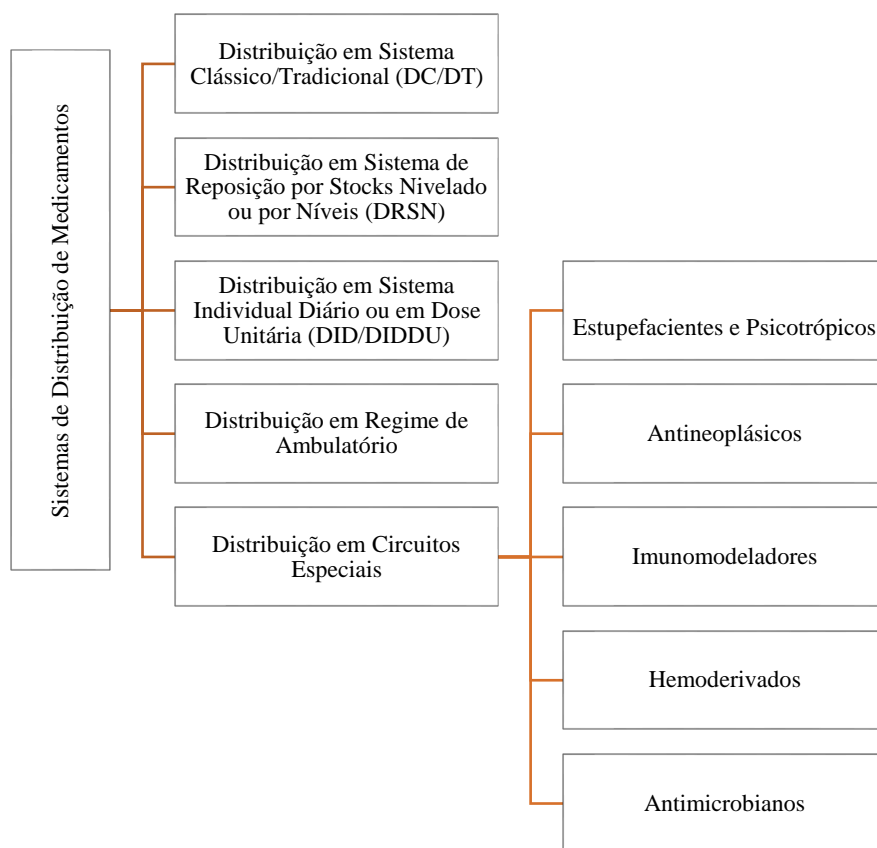 Sistemas de Distribuição de Medicamentos
Distribuição em Sistema
Clássico/Tradicional (DC/DT)
Distribuição em Sistema de
Reposição por Stocks Nivelado
ou por Níveis (DRSN)
Distribuição em Sistema
Individual Diário ou em Dose
Unitária (DID/DIDDU)
Distribuição em Regime de
Ambulatório
Distribuição em Circuitos
Especiais
Estupefacientes e Psicotrópicos
Antineoplásicos
Imunomodeladores
Hemoderivados
Antimicrobianos